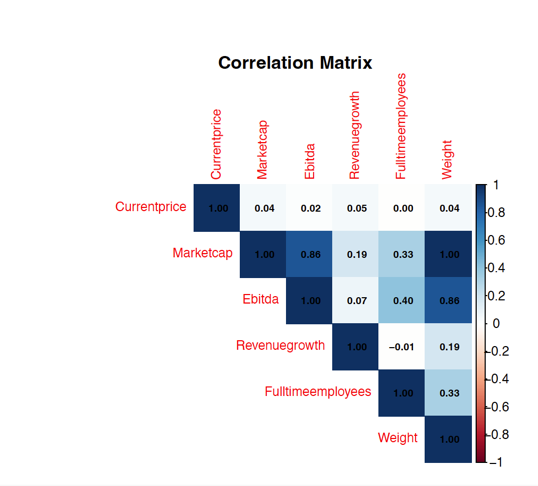 Correlation Matrix
Currentprice Marketcap Ebitda Revenuegrowth Fulltimeemployees Weight
Currentprice 1.00 0.04 0.02 0.05 0.00 0.04
Marketcap 1.00 0.86 0.19 0.33 1.00
Ebitda 1.00 0.07 0.40 0.86
Revenuegrowth 1.00 −0.01 0.19
Fulltimeemployees 1.00 0.33
Weight 1.00
1
0.8
0.6
0.4
0.2
0
−0.2
−0.4
−0.6
−0.8
−1